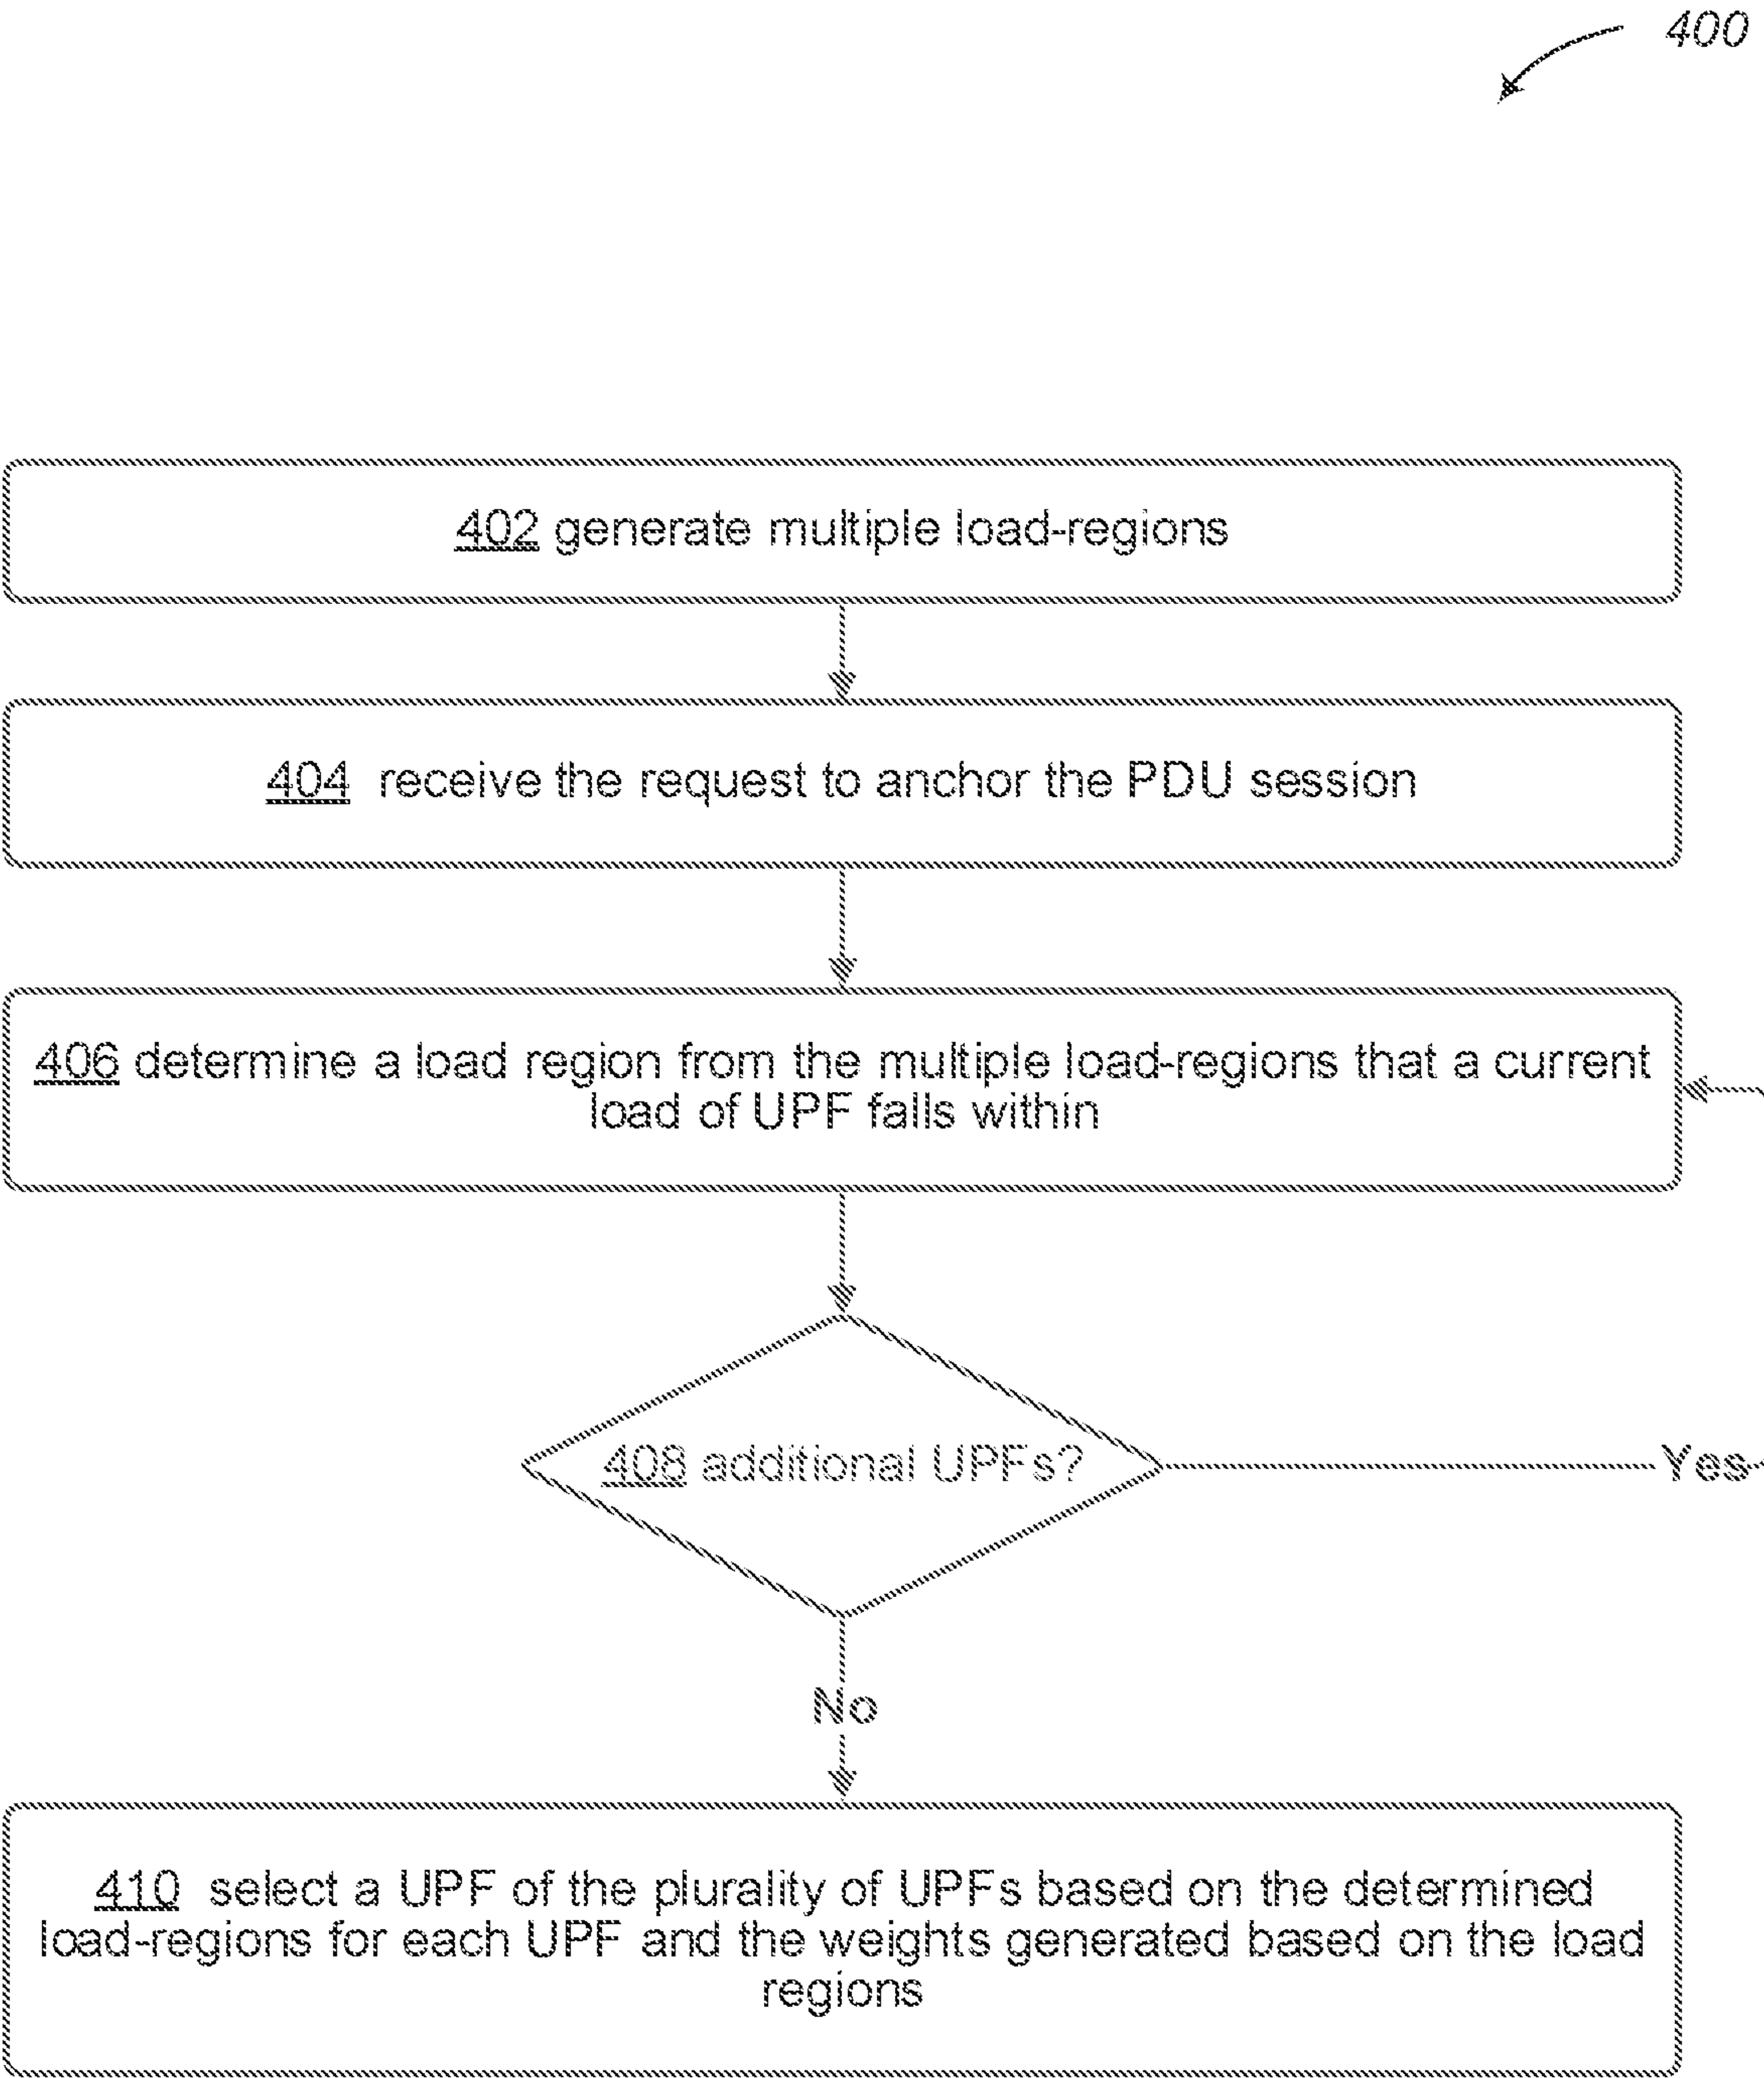 400
402 generate multiple load-regions
404 receive the request to anchor the PDU session
406 determine a load region from the multiple load-regions that a current
load of UPF falls within
408 additional UPFs?
Yes
No
410 select a UPF of the plurality of UPFs based on the determined
load-regions for each UPF and the weights generated based on the load
regions